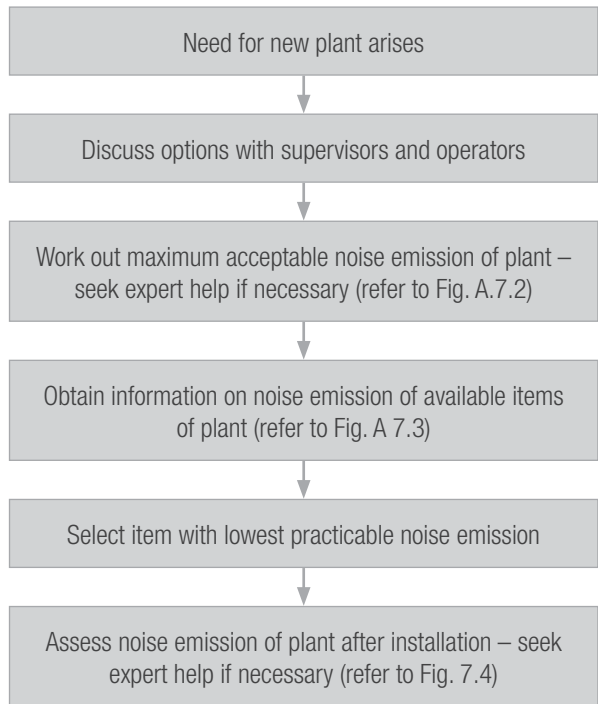 Need for new plant arises
Discuss options with supervisors and operators
Work out maximum acceptable noise emission of plant –
seek expert help if necessary (refer to Fig. A.7.2)
Obtain information on noise emission of available items
of plant (refer to Fig. A 7.3)
Select item with lowest practicable noise emission
Assess noise emission of plant after installation – seek
expert help if necessary (refer to Fig. 7.4)